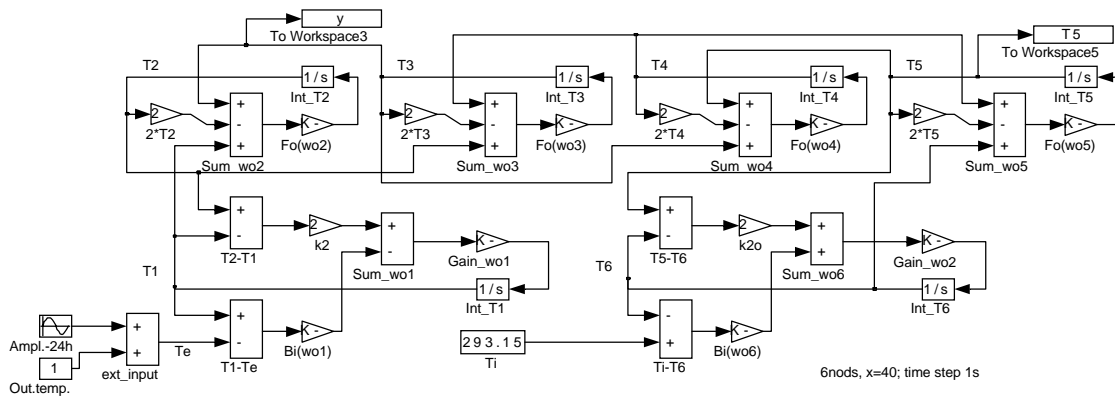 y
To Workspace3
T5
To Workspace5
T2
1/s
Int_T2
T3
1/s
Int_T3
T4
1/s
Int_T4
T5
1/s
Int_T5
2
2*T2
+
-
+
Sum_wo2
K-
Fo(wo2)
2
2*T3
+
-
+
Sum_wo3
K-
Fo(wo3)
2
2*T4
+
-
+
Sum_wo4
K-
Fo(wo4)
2
2*T5
+
-
+
Sum_wo5
K-
Fo(wo5)
+
-
T2-T1
2
k2
+
-
Sum_wo1
K-
Gain_wo1
T1
1/s
Int_T1
+
-
T5-T6
2
k2o
+
+
Sum_wo6
K-
Gain_wo2
T6
1/s
Int_T6
Ampl.-24h
1
Out.temp.
+
+
ext_input
Te
+
-
T1-Te
K-
Bi(wo1)
293.15
Ti
-
+
Ti-T6
K-
Bi(wo6)
6nods, x=40; time step 1s